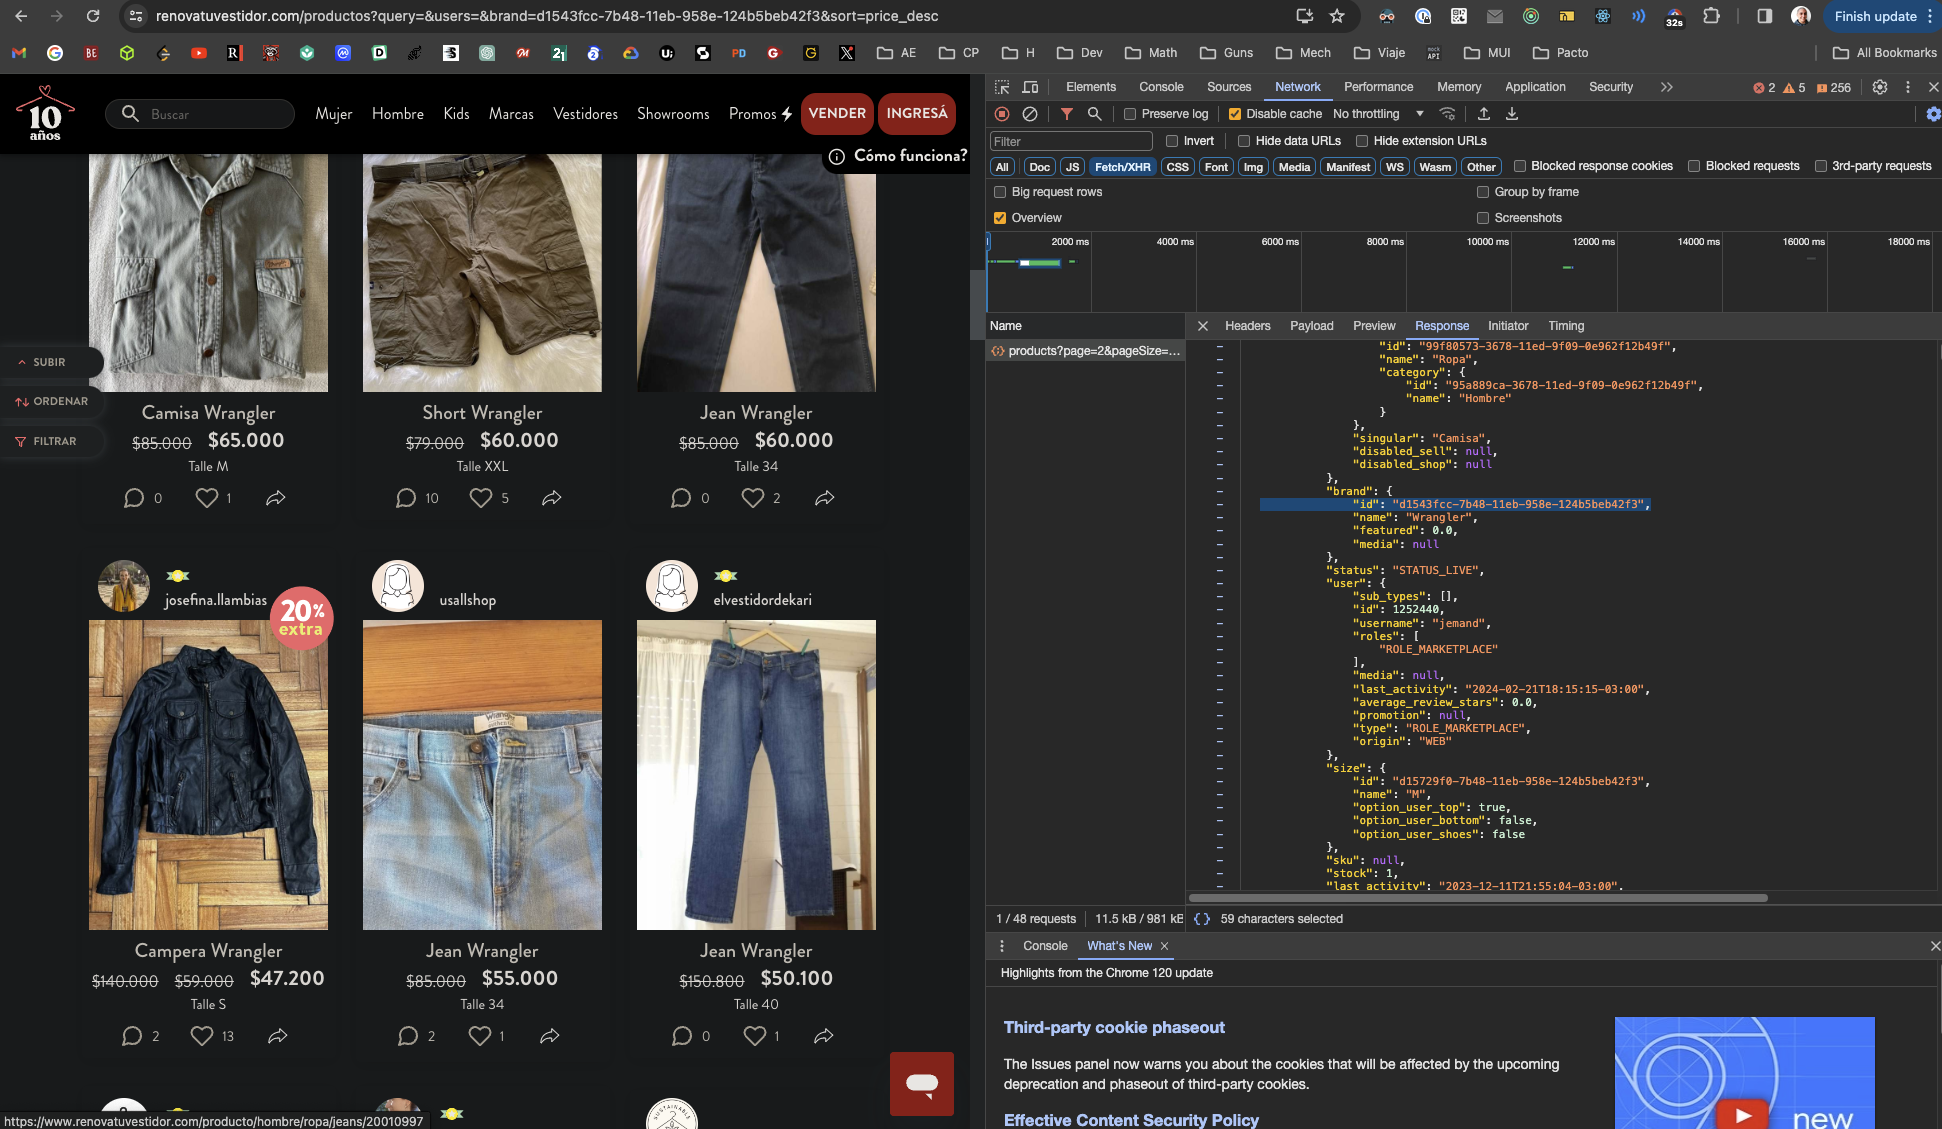 renovatuvestidor.com/productos?query=&users=&brand=d1543fcc-7b48-11eb-958e-124b5beb42f3&sort=price_desc
32s
Finish update
AE
CP
H
Dev
Math
Guns
Mech
Viaje
MUI
Pacto
All Bookmarks
10
años
Buscar
Mujer
Hombre
Kids
Marcas
Vestidores
Showrooms
Promos
VENDER
INGRESÁ
Cómo funciona?
SUBIR
ORDENAR
FILTRAR
Camisa Wrangler
$85.000 $65.000
Talle M
0 1
Short Wrangler
$79.000 $60.000
Talle XXL
10 5
Jean Wrangler
$85.000 $60.000
Talle 34
0 2
josefina.llambias
20%
extra
usallshop
elvestidordekari
Campera Wrangler
$140.000 $59.000 $47.200
Talle S
2 13
Jean Wrangler
$85.000 $55.000
Talle 34
2 1
Jean Wrangler
$150.800 $50.100
Talle 40
0 1
https://www.renovatuvestidor.com/producto/hombre/ropa/jeans/20010997
Elements
Console
Sources
Network
Performance
Memory
Application
Security
2
5
256
Preserve log
Disable cache
No throttling
Filter
Invert
Hide data URLs
Hide extension URLs
All
Doc
JS
Fetch/XHR
CSS
Font
Img
Media
Manifest
WS
Wasm
Other
Blocked response cookies
Blocked requests
3rd-party requests
Big request rows
Group by frame
Overview
Screenshots
2000 ms
4000 ms
6000 ms
8000 ms
10000 ms
12000 ms
14000 ms
16000 ms
18000 ms
Name
products?page=2&pageSize=...
Headers
Payload
Preview
Response
Initiator
Timing
"id": "99f80573-3678-11ed-9f09-0e962f12b49f",
"name": "Ropa",
"category": {
"id": "95a889ca-3678-11ed-9f09-0e962f12b49f",
"name": "Hombre"
}
},
"singular": "Camisa",
"disabled_sell": null,
"disabled_shop": null
},
"brand": {
"id": "d1543fcc-7b48-11eb-958e-124b5beb42f3",
"name": "Wrangler",
"featured": 0.0,
"media": null
},
"status": "STATUS_LIVE",
"user": {
"sub_types": [],
"id": 1252440,
"username": "jemand",
"roles": [
"ROLE_MARKETPLACE"
],
"media": null,
"last_activity": "2024-02-21T18:15:15-03:00",
"average_review_stars": 0.0,
"promotion": null,
"type": "ROLE_MARKETPLACE",
"origin": "WEB"
},
"size": {
"id": "d15729f0-7b48-11eb-958e-124b5beb42f3",
"name": "M",
"option_user_top": true,
"option_user_bottom": false,
"option_user_shoes": false
},
"sku": null,
"stock": 1,
"last_activity": "2023-12-11T21:55:04-03:00",
1 / 48 requests
11.5 kB / 981 kB
{} 59 characters selected
Console
What's New
Highlights from the Chrome 120 update
Third-party cookie phaseout
The Issues panel now warns you about the cookies that will be affected by the upcoming
deprecation and phaseout of third-party cookies.
Effective Content Security Policy
new